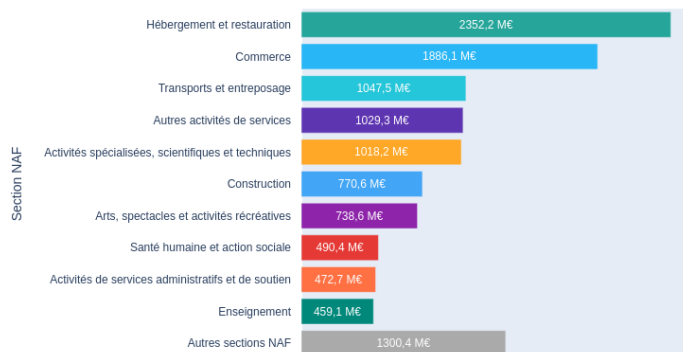 Section NAF
Hébergement et restauration 2352,2 M€
Commerce 1886,1 M€
Transports et entreposage 1047,5 M€
Autres activités de services 1029,3 M€
Activités spécialisées, scientifiques et techniques 1018,2 M€
Construction 770,6 M€
Arts, spectacles et activités récréatives 738,6 M€
Santé humaine et action sociale 490,4 M€
Activités de services administratifs et de soutien 472,7 M€
Enseignement 459,1 M€
Autres sections NAF 1300,4 M€